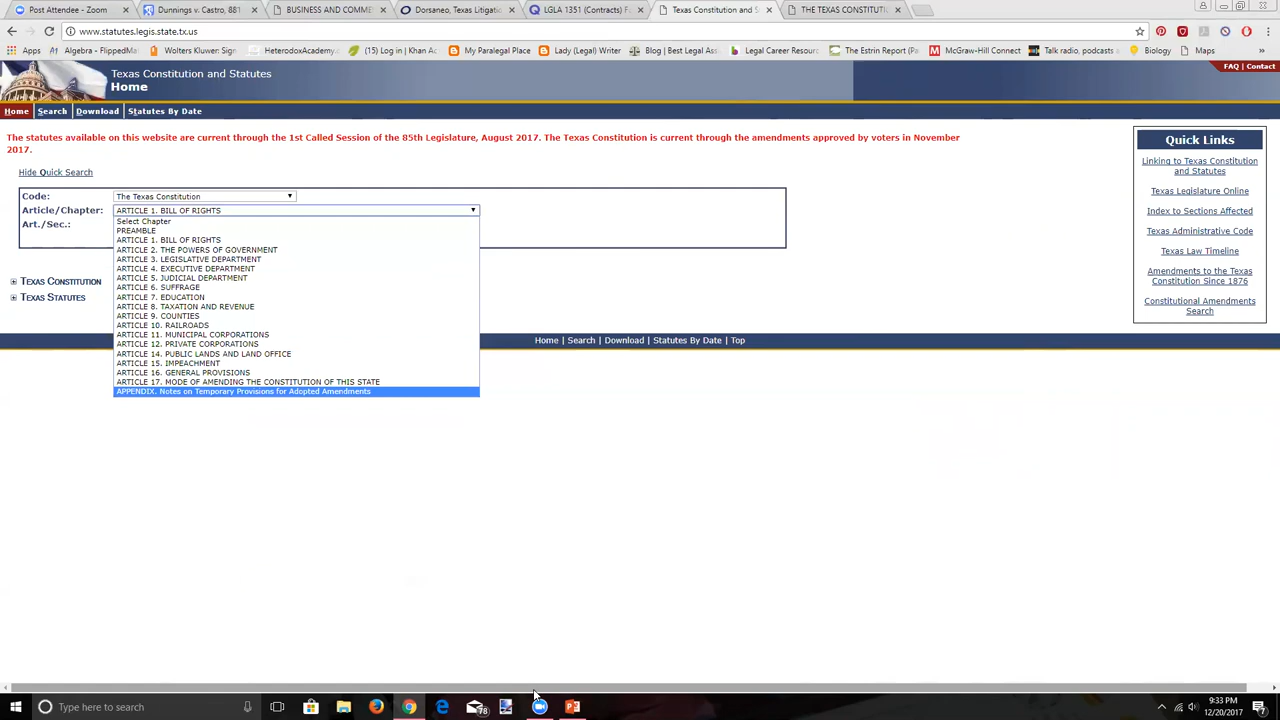 Post Attendee - Zoom
Dunnings v. Castro, 881
BUSINESS AND COMME
Dorsaneo, Texas Litigatio
LGLA 1351 (Contracts) Fu
Texas Constitution and S
THE TEXAS CONSTITUTI
www.statutes.legis.state.tx.us
Apps
Algebra - FlippedMa
Wolters Kluwer: Sign
HeterodoxAcademy.
(15) Log in | Khan Ac
My Paralegal Place
Lady (Legal) Writer
Blog | Best Legal Ass
Legal Career Resour
The Estrin Report
McGraw-Hill Connect
Talk radio, podcasts
Biology
Maps
»
Texas Constitution and Statutes
Home
FAQ | Contact
Home
Search
Download
Statutes By Date
The statutes available on this website are current through the 1st Called Session of the 85th Legislature, August 2017. The Texas Constitution is current through the amendments approved by voters in November
2017.
Hide Quick Search
Code: The Texas Constitution
Article/Chapter: ARTICLE 1. BILL OF RIGHTS
Art./Sec.:
Select Chapter
PREAMBLE
ARTICLE 1. BILL OF RIGHTS
ARTICLE 2. THE POWERS OF GOVERNMENT
ARTICLE 3. LEGISLATIVE DEPARTMENT
ARTICLE 4. EXECUTIVE DEPARTMENT
ARTICLE 5. JUDICIAL DEPARTMENT
ARTICLE 6. SUFFRAGE
ARTICLE 7. EDUCATION
ARTICLE 8. TAXATION AND REVENUE
ARTICLE 9. COUNTIES
ARTICLE 10. RAILROADS
ARTICLE 11. MUNICIPAL CORPORATIONS
ARTICLE 12. PRIVATE CORPORATIONS
ARTICLE 14. PUBLIC LANDS AND LAND OFFICE
ARTICLE 15. IMPEACHMENT
ARTICLE 16. GENERAL PROVISIONS
ARTICLE 17. MODE OF AMENDING THE CONSTITUTION OF THIS STATE
APPENDIX. Notes on Temporary Provisions for Adopted Amendments
TEXAS CONSTITUTION
TEXAS STATUTES
Quick Links
Linking to Texas Constitution
and Statutes
Texas Legislature Online
Index to Sections Affected
Texas Administrative Code
Texas Law Timeline
Amendments to the Texas
Constitution Since 1876
Constitutional Amendments
Search
Home | Search | Download | Statutes By Date | Top
Type here to search
78
9:33 PM
12/20/2017